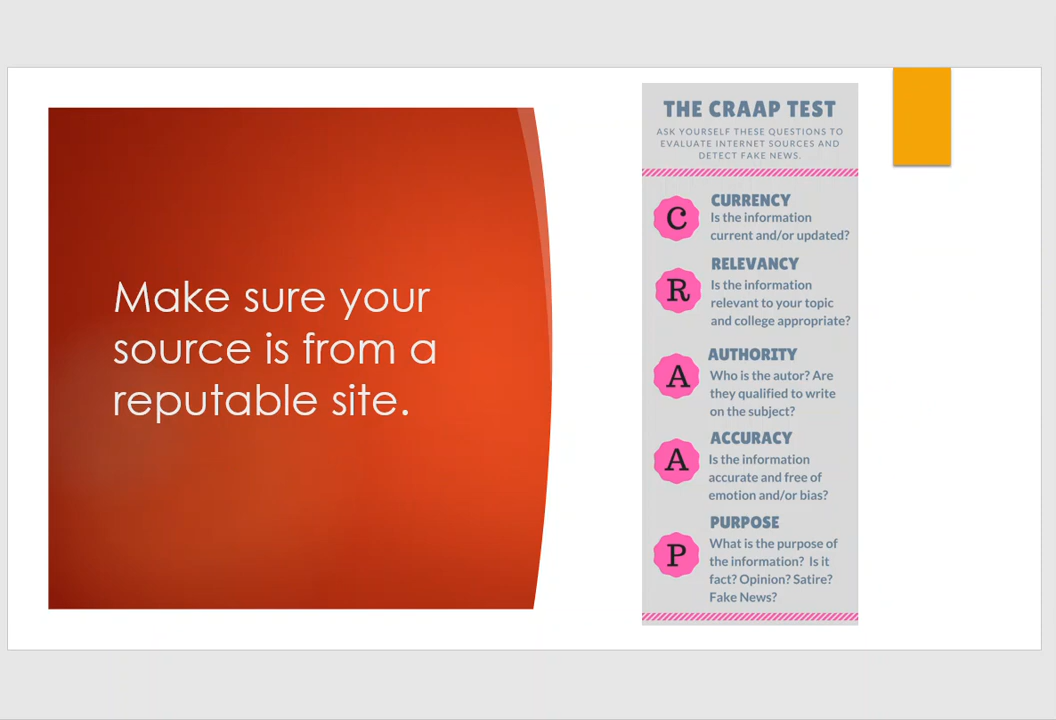 Make sure your
source is from a
reputable site.
THE CRAAP TEST
ASK YOURSELF THESE QUESTIONS TO
EVALUATE INTERNET SOURCES AND
DETECT FAKE NEWS.
C
CURRENCY
Is the information
current and/or updated?
R
RELEVANCY
Is the information
relevant to your topic
and college appropriate?
A
AUTHORITY
Who is the autor? Are
they qualified to write
on the subject?
A
ACCURACY
Is the information
accurate and free of
emotion and/or bias?
P
PURPOSE
What is the purpose of
the information? Is it
fact? Opinion? Satire?
Fake News?